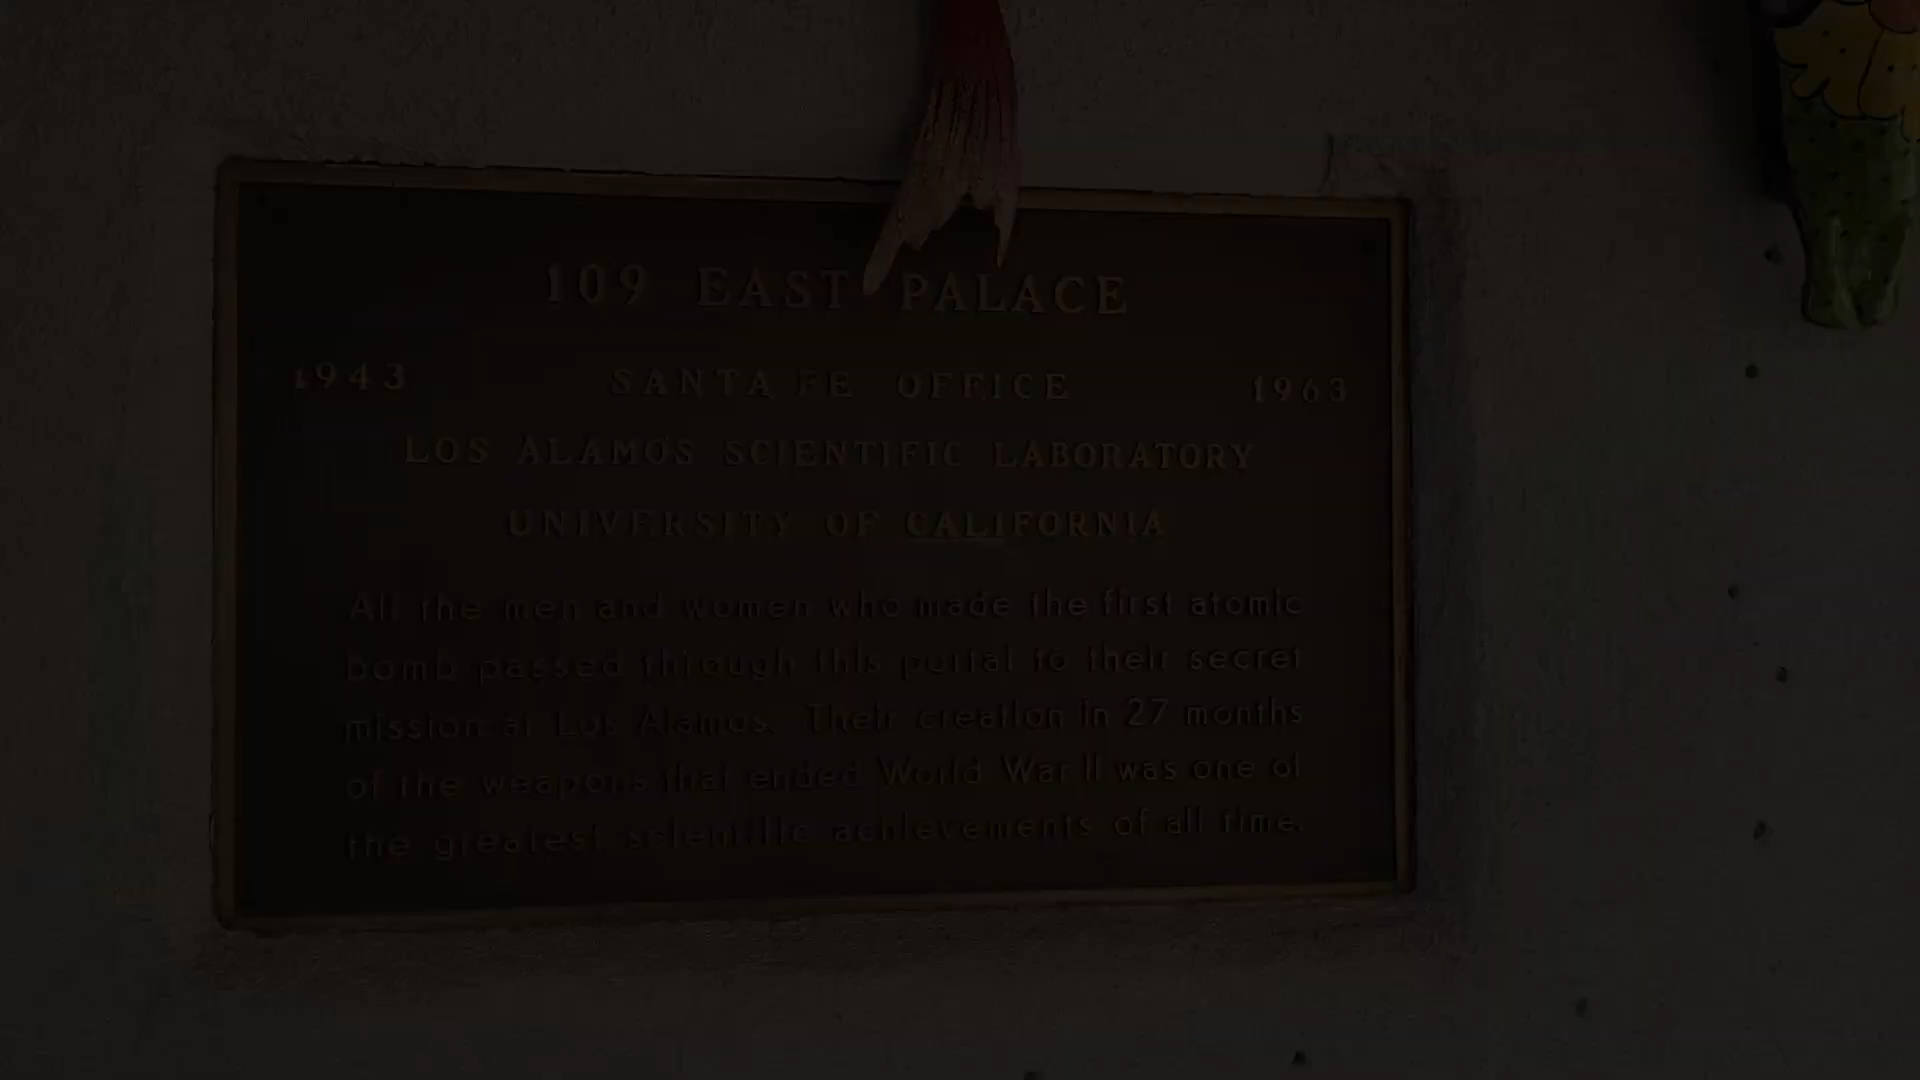 109 EAST PALACE
1943 SANTA FE OFFICE 1963
LOS ALAMOS SCIENTIFIC LABORATORY
UNIVERSITY OF CALIFORNIA
All the men and women who made the first atomic
bomb passed through this portal to their secret
mission at Los Alamos. Their creation in 27 months
of the weapons that ended World War II was one of
the greatest scientific achievements of all time.